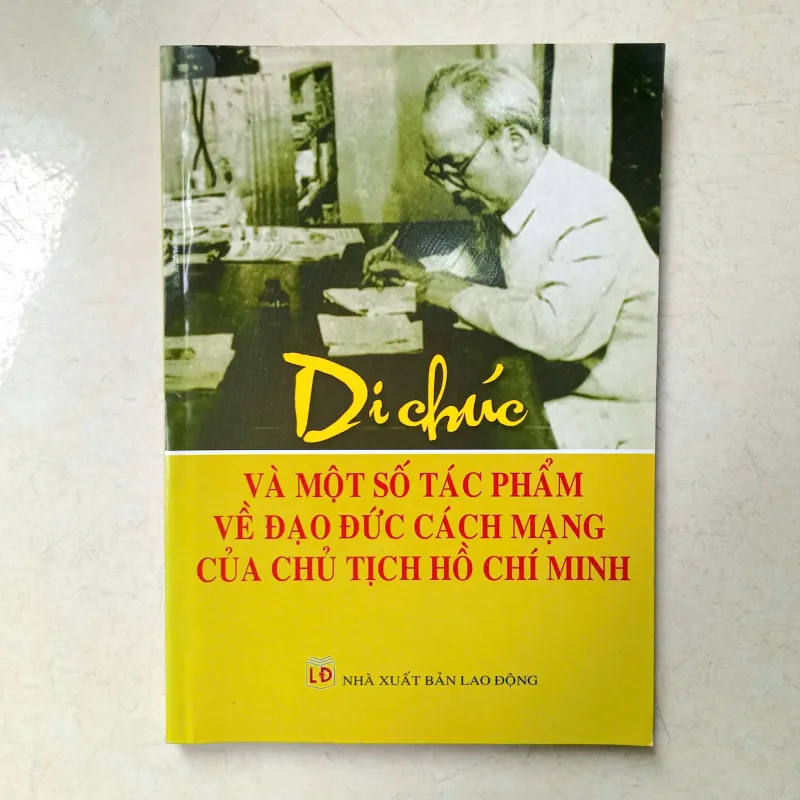 Di chúc
VÀ MỘT SỐ TÁC PHẨM
VỀ ĐẠO ĐỨC CÁCH MẠNG
CỦA CHỦ TỊCH HỒ CHÍ MINH
LĐ NHÀ XUẤT BẢN LAO ĐỘNG